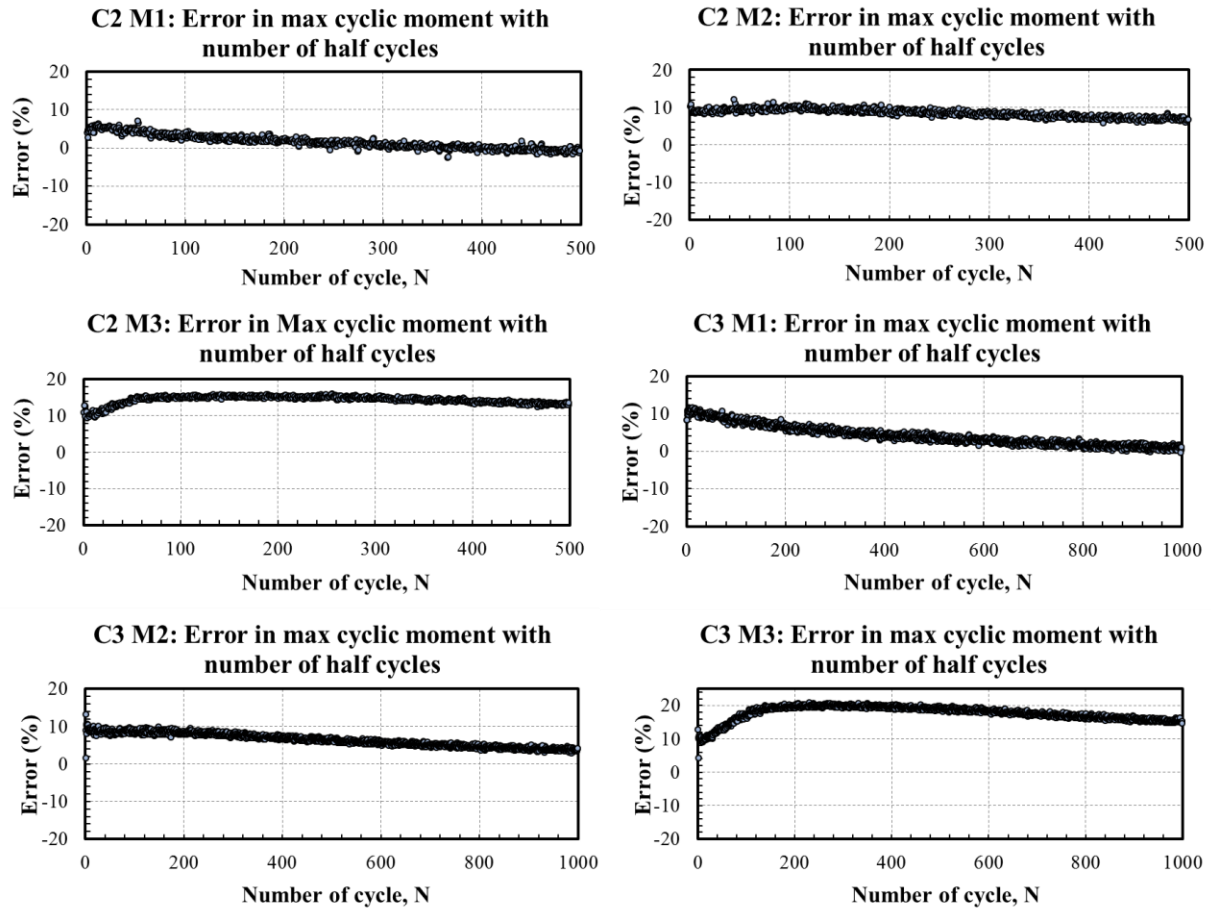 C2 M1: Error in max cyclic moment with
number of half cycles
20
10
0
-10
-20
Error (%)
0 100 200 300 400 500
Number of cycle, N
C2 M2: Error in max cyclic moment with
number of half cycles
20
10
0
-10
-20
Error (%)
0 100 200 300 400 500
Number of cycle, N
C2 M3: Error in Max cyclic moment with
number of half cycles
20
10
0
-10
-20
Error (%)
0 100 200 300 400 500
Number of cycle, N
C3 M1: Error in max cyclic moment with
number of half cycles
20
10
0
-10
-20
Error (%)
0 200 400 600 800 1000
Number of cycle, N
C3 M2: Error in max cyclic moment with
number of half cycles
20
10
0
-10
-20
Error (%)
0 200 400 600 800 1000
Number of cycle, N
C3 M3: Error in max cyclic moment with
number of half cycles
20
10
0
-10
-20
Error (%)
0 200 400 600 800 1000
Number of cycle, N